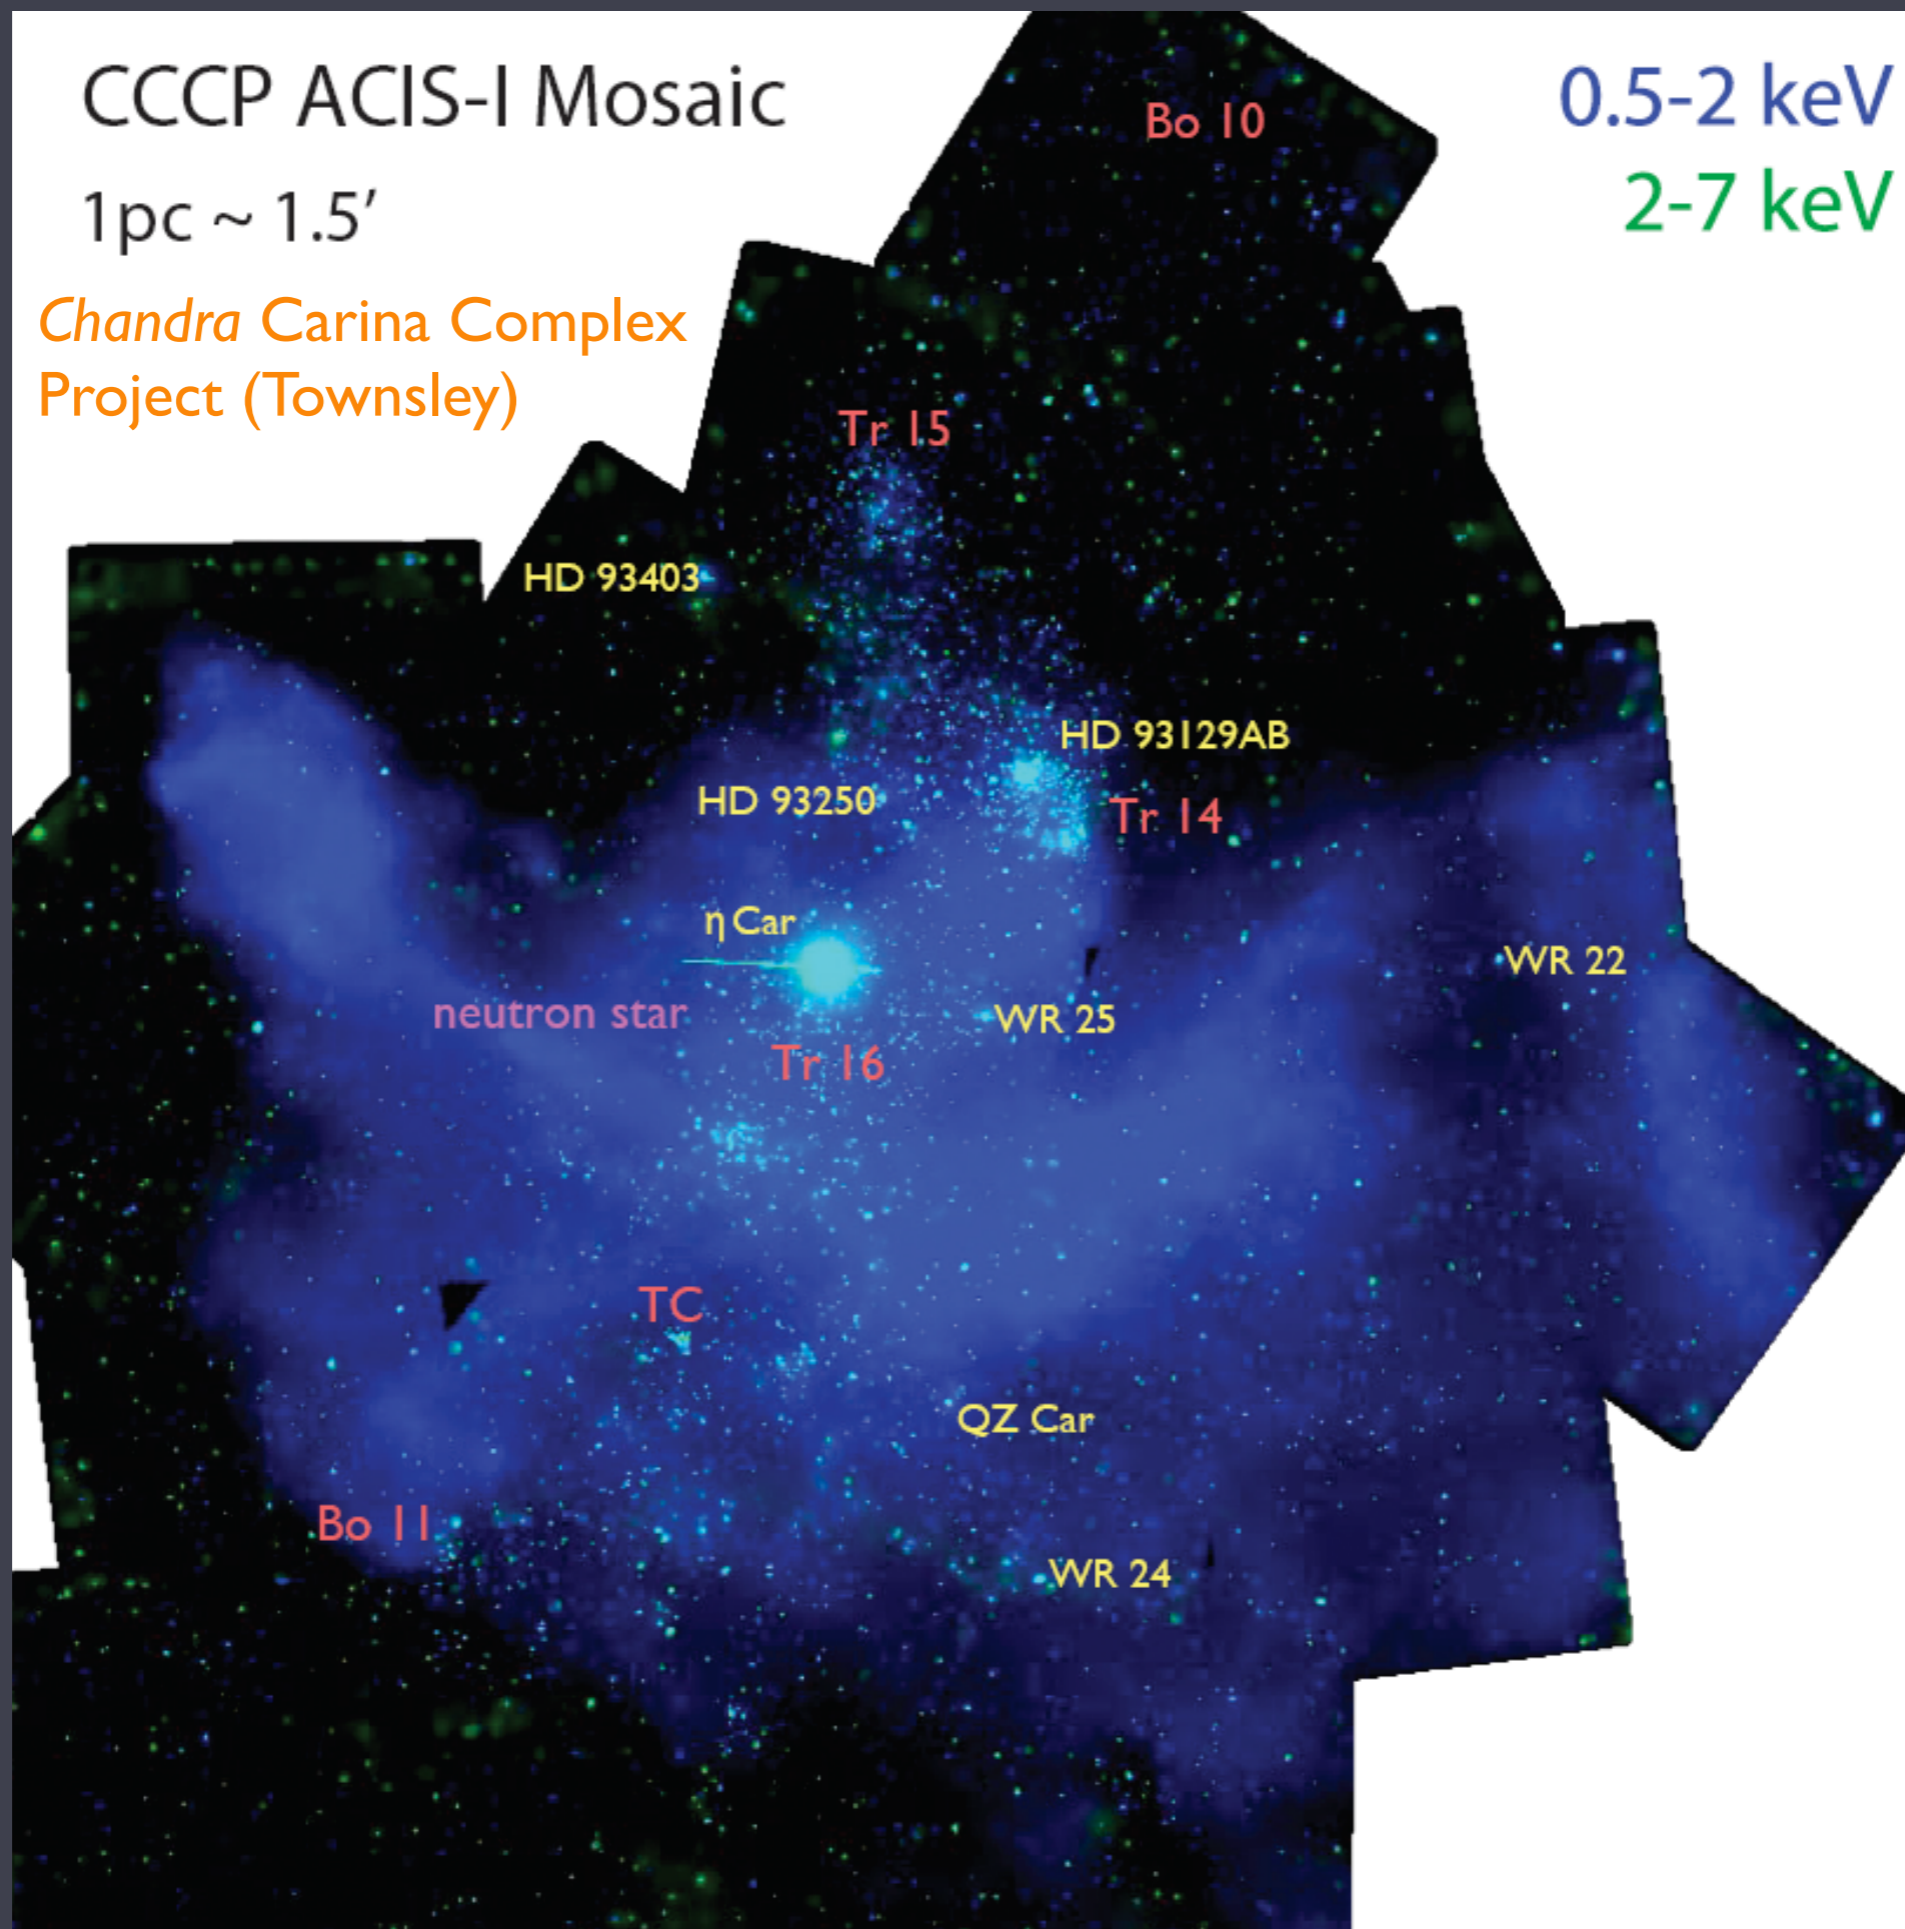 CCCP ACIS-I Mosaic
0.5-2 keV
1pc ~ 1.5′
2-7 keV
Chandra Carina Complex
Project (Townsley)
Bo 10
Tr 15
HD 93403
HD 93129AB
HD 93250
Tr 14
η Car
WR 22
neutron star
WR 25
Tr 16
TC
QZ Car
Bo 11
WR 24